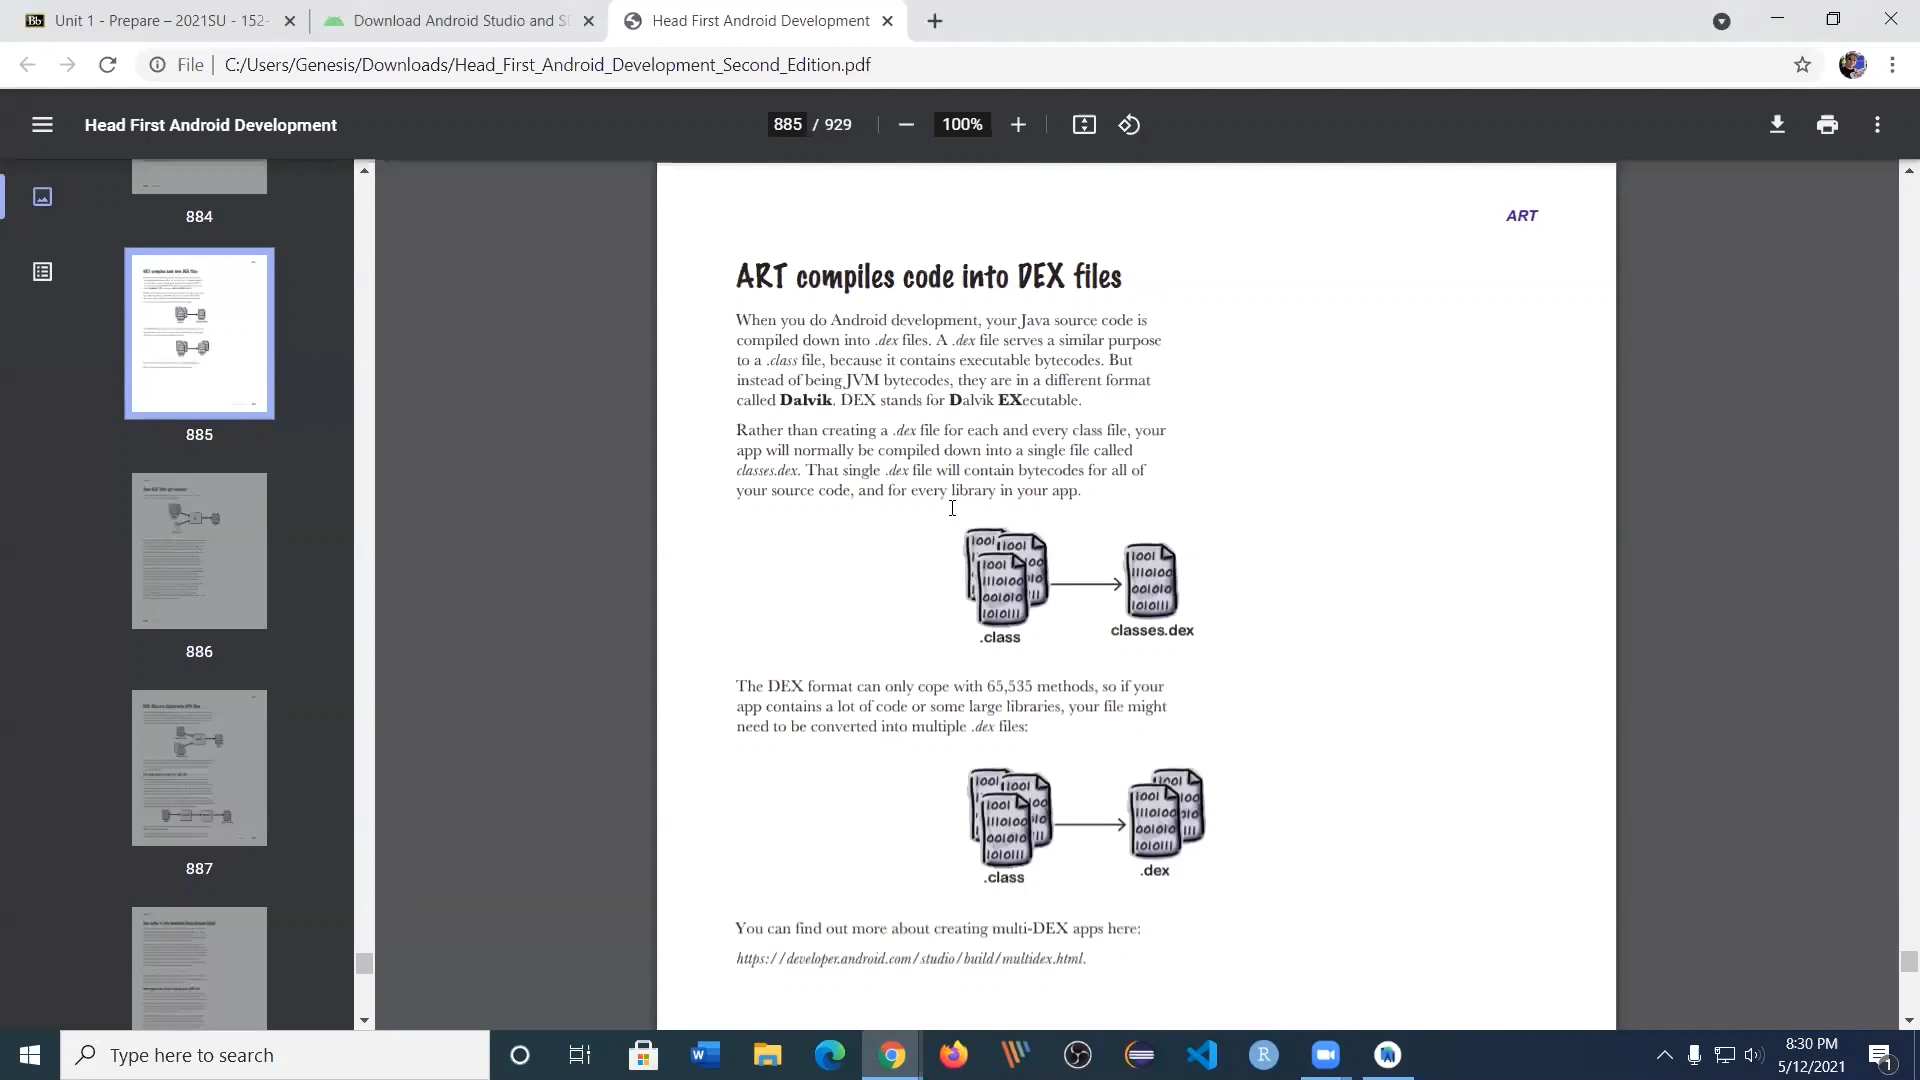 Unit 1 - Prepare – 2021SU - 152-
Download Android Studio and S
Head First Android Development
File
C:/Users/Genesis/Downloads/Head_First_Android_Development_Second_Edition.pdf
Head First Android Development
885 / 929
100%
884
885
886
887
ART
ART compiles code into DEX files
When you do Android development, your Java source code is
compiled down into .dex files. A .dex file serves a similar purpose
to a .class file, because it contains executable bytecodes. But
instead of being JVM bytecodes, they are in a different format
called Dalvik. DEX stands for Dalvik EXecutable.
Rather than creating a .dex file for each and every class file, your
app will normally be compiled down into a single file called
classes.dex. That single .dex file will contain bytecodes for all of
your source code, and for every library in your app.
.class
classes.dex
The DEX format can only cope with 65,535 methods, so if your
app contains a lot of code or some large libraries, your file might
need to be converted into multiple .dex files:
.class
.dex
You can find out more about creating multi-DEX apps here:
https://developer.android.com/studio/build/multidex.html.
Type here to search
8:30 PM
5/12/2021
1